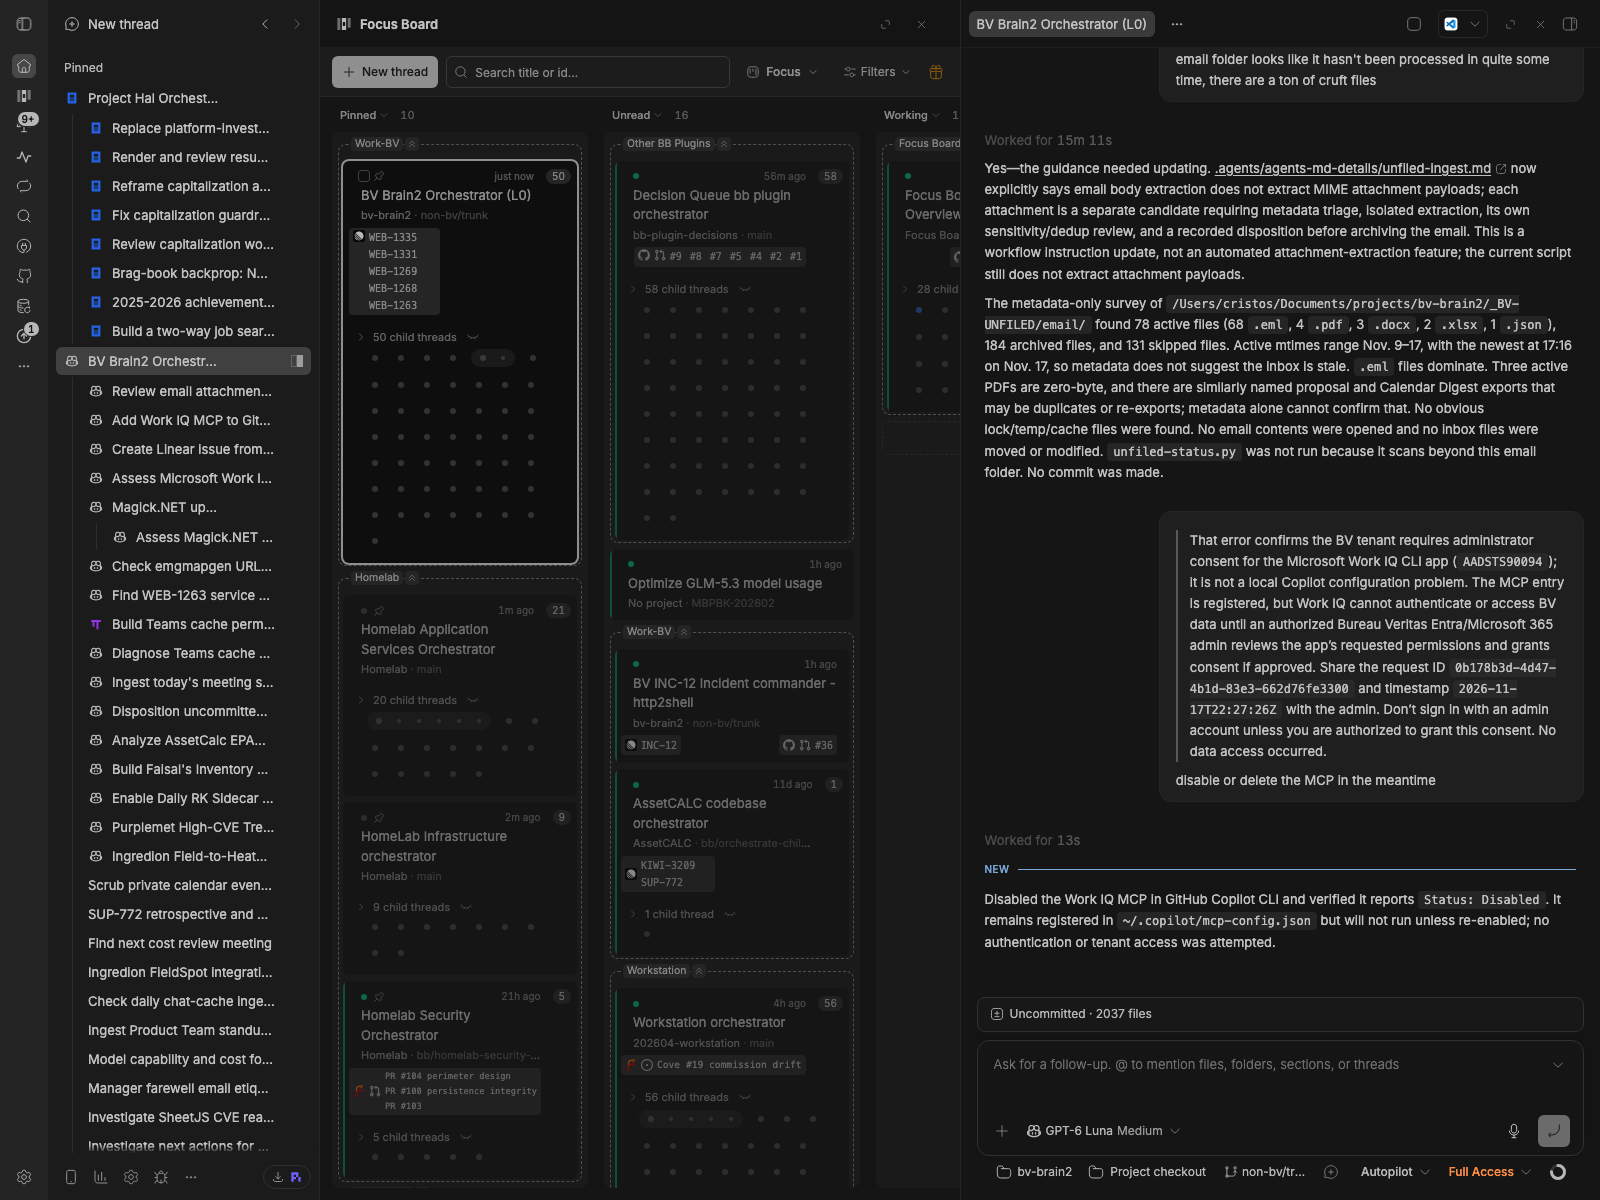 New thread
Pinned
Project Hal Orchest...
Replace platform-invest...
Render and review resu...
Reframe capitalization a...
Fix capitalization guardr...
Review capitalization wo...
Brag-book backprop: N...
2025-2026 achievement...
Build a two-way job sear...
BV Brain2 Orchestr...
Review email attachmen...
Add Work IQ MCP to Git...
Create Linear issue from...
Assess Microsoft Work I...
Magick.NET up...
Assess Magick.NET ...
Check emgmapgen URL...
Find WEB-1263 service ...
Build Teams cache perm...
Diagnose Teams cache ...
Ingest today's meeting s...
Disposition uncommitte...
Analyze AssetCalc EPA...
Build Faisal's Inventory ...
Enable Daily RK Sidecar ...
Purplemet High-CVE Tre...
Ingredion Field-to-Heat...
Scrub private calendar even...
SUP-772 retrospective and ...
Find next cost review meeting
Ingredion FieldSpot integrati...
Check daily chat-cache inge...
Ingest Product Team standu...
Model capability and cost fo...
Manager farewell email etiq...
Investigate SheetJS CVE rea...
Investigate next actions for ...
9+
1
Focus Board
New thread
Search title or id...
Focus
Filters
Pinned 10
Work-BV
just now 50
BV Brain2 Orchestrator (L0)
bv-brain2 · non-bv/trunk
WEB-1335
WEB-1331
WEB-1269
WEB-1268
WEB-1263
50 child threads
Homelab
1m ago 21
Homelab Application
Services Orchestrator
Homelab · main
20 child threads
2m ago 9
HomeLab Infrastructure
orchestrator
Homelab · main
9 child threads
21h ago 5
Homelab Security
Orchestrator
Homelab · bb/homelab-security-...
PR #104 perimeter design
PR #100 persistence integrity
PR #103
5 child threads
Unread 16
Other BB Plugins
56m ago 58
Decision Queue bb plugin
orchestrator
bb-plugin-decisions · main
#9 #8 #7 #5 #4 #2 #1
58 child threads
1h ago
Optimize GLM-5.3 model usage
No project · MBPBK-202602
Work-BV
1h ago
BV INC-12 Incident commander -
http2shell
bv-brain2 · non-bv/trunk
INC-12
#36
11d ago 1
AssetCALC codebase
orchestrator
AssetCALC · bb/orchestrate-chil...
KIWI-3209
SUP-772
1 child thread
Workstation
4h ago 56
Workstation orchestrator
202604-workstation · main
Cove #19 commission drift
56 child threads
Working 1
Focus Board
Focus Bo
Overview
Focus Boa
28 child
BV Brain2 Orchestrator (L0)
email folder looks like it hasn't been processed in quite some
time, there are a ton of cruft files
Worked for 15m 11s
Yes—the guidance needed updating. .agents/agents-md-details/unfiled-ingest.md now
explicitly says email body extraction does not extract MIME attachment payloads; each
attachment is a separate candidate requiring metadata triage, isolated extraction, its own
sensitivity/dedup review, and a recorded disposition before archiving the email. This is a
workflow instruction update, not an automated attachment-extraction feature; the current script
still does not extract attachment payloads.
The metadata-only survey of /Users/cristos/Documents/projects/bv-brain2/_BV-
UNFILED/email/ found 78 active files (68 .eml, 4 .pdf, 3 .docx, 2 .xlsx, 1 .json),
184 archived files, and 131 skipped files. Active mtimes range Nov. 9–17, with the newest at 17:16
on Nov. 17, so metadata does not suggest the inbox is stale. .eml files dominate. Three active
PDFs are zero-byte, and there are similarly named proposal and Calendar Digest exports that
may be duplicates or re-exports; metadata alone cannot confirm that. No obvious
lock/temp/cache files were found. No email contents were opened and no inbox files were
moved or modified. unfiled-status.py was not run because it scans beyond this email
folder. No commit was made.
That error confirms the BV tenant requires administrator
consent for the Microsoft Work IQ CLI app ( AADSTS90094 );
it is not a local Copilot configuration problem. The MCP entry
is registered, but Work IQ cannot authenticate or access BV
data until an authorized Bureau Veritas Entra/Microsoft 365
admin reviews the app's requested permissions and grants
consent if approved. Share the request ID 0b178b3d-4d47-
4b1d-83e3-662d76fe3300 and timestamp 2026-11-
17T22:27:26Z with the admin. Don't sign in with an admin
account unless you are authorized to grant this consent. No
data access occurred.
disable or delete the MCP in the meantime
Worked for 13s
NEW
Disabled the Work IQ MCP in GitHub Copilot CLI and verified it reports Status: Disabled. It
remains registered in ~/.copilot/mcp-config.json but will not run unless re-enabled; no
authentication or tenant access was attempted.
Uncommitted · 2037 files
Ask for a follow-up. @ to mention files, folders, sections, or threads
GPT-6 Luna Medium
bv-brain2 Project checkout non-bv/tr... Autopilot Full Access